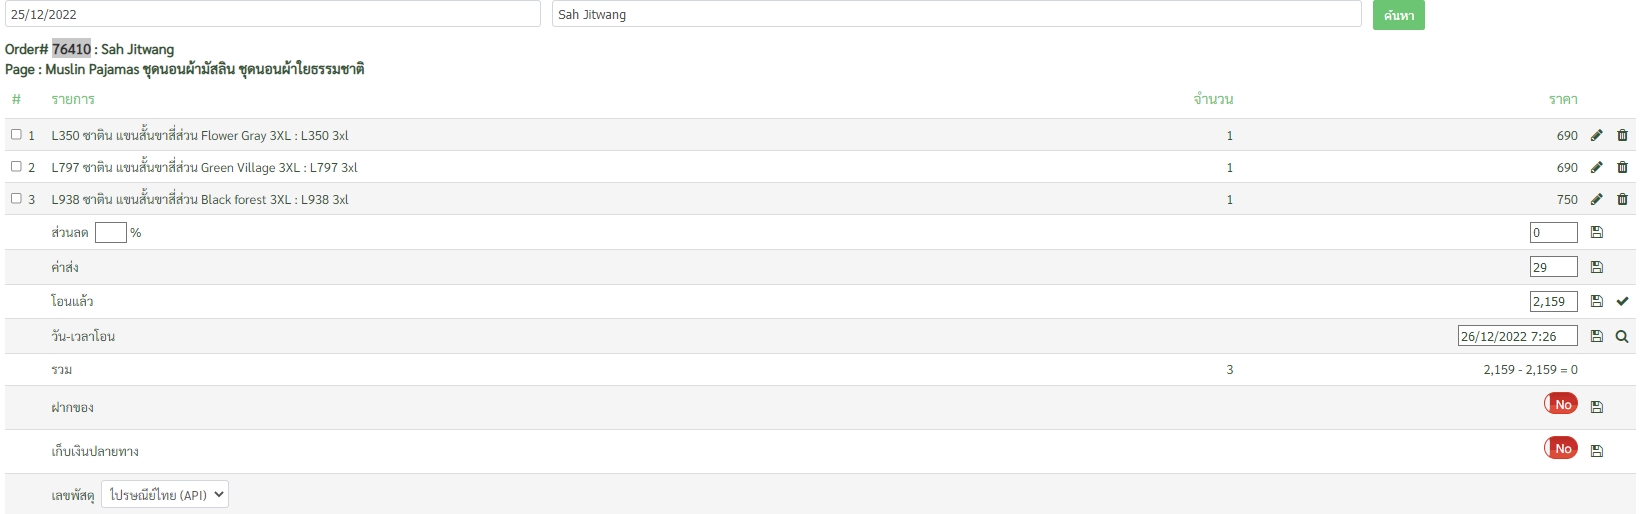 25/12/2022 Sah Jitwang ค้นหา
Order# 76410 : Sah Jitwang
Page : Muslin Pajamas ชุดนอนผ้ามัสลิน ชุดนอนผ้าใยธรรมชาติ
# รายการ จำนวน ราคา
1 L350 ซาติน แขนสั้นขาสี่ส่วน Flower Gray 3XL : L350 3xl 1 690
2 L797 ซาติน แขนสั้นขาสี่ส่วน Green Village 3XL : L797 3xl 1 690
3 L938 ซาติน แขนสั้นขาสี่ส่วน Black forest 3XL : L938 3xl 1 750
ส่วนลด % 0
ค่าส่ง 29
โอนแล้ว 2,159
วัน-เวลาโอน 26/12/2022 7:26
รวม 3 2,159 - 2,159 = 0
ฝากของ No
เก็บเงินปลายทาง No
เลขพัสดุ ไปรษณีย์ไทย (API)